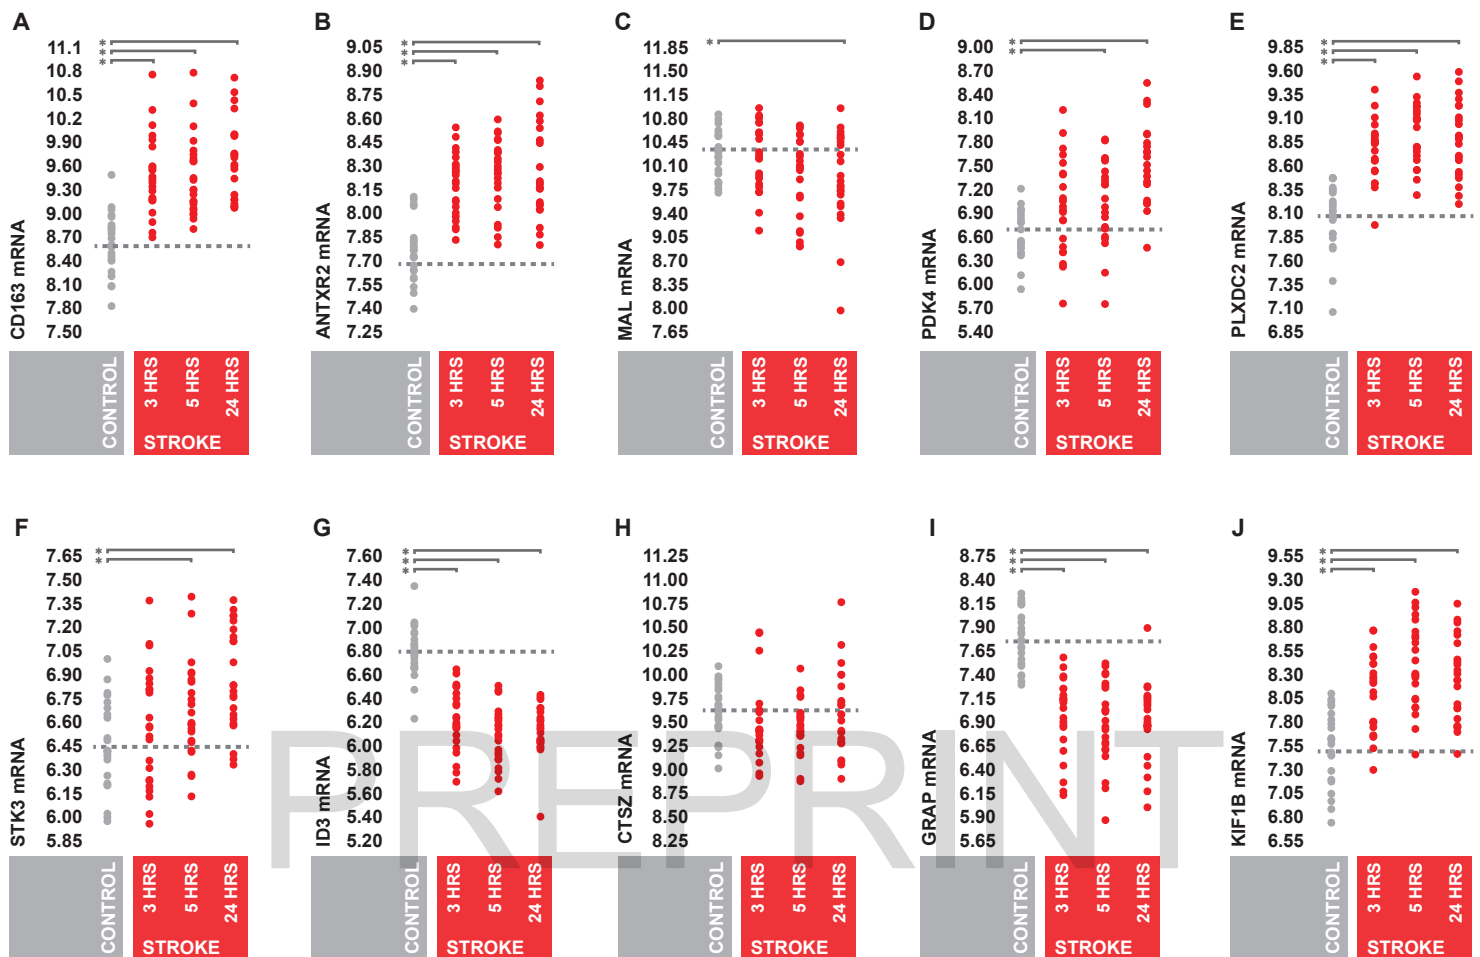 A
CD163 mRNA
11.1
10.8
10.5
10.2
9.90
9.60
9.30
9.00
8.70
8.40
8.10
7.80
7.50
*
*
*
CONTROL
3 HRS
5 HRS
24 HRS
STROKE
B
ANTXR2 mRNA
9.05
8.90
8.75
8.60
8.45
8.30
8.15
8.00
7.85
7.70
7.55
7.40
7.25
*
*
*
CONTROL
3 HRS
5 HRS
24 HRS
STROKE
C
MAL mRNA
11.85
11.50
11.15
10.80
10.45
10.10
9.75
9.40
9.05
8.70
8.35
8.00
7.65
*
CONTROL
3 HRS
5 HRS
24 HRS
STROKE
D
PDK4 mRNA
9.00
8.70
8.40
8.10
7.80
7.50
7.20
6.90
6.60
6.30
6.00
5.70
5.40
*
*
CONTROL
3 HRS
5 HRS
24 HRS
STROKE
E
PLXDC2 mRNA
9.85
9.60
9.35
9.10
8.85
8.60
8.35
8.10
7.85
7.60
7.35
7.10
6.85
*
*
*
CONTROL
3 HRS
5 HRS
24 HRS
STROKE
F
STK3 mRNA
7.65
7.50
7.35
7.20
7.05
6.90
6.75
6.60
6.45
6.30
6.15
6.00
5.85
*
*
CONTROL
3 HRS
5 HRS
24 HRS
STROKE
G
ID3 mRNA
7.60
7.40
7.20
7.00
6.80
6.60
6.40
6.20
6.00
5.80
5.60
5.40
5.20
*
*
*
CONTROL
3 HRS
5 HRS
24 HRS
STROKE
H
CTSZ mRNA
11.25
11.00
10.75
10.50
10.25
10.00
9.75
9.50
9.25
9.00
8.75
8.50
8.25
CONTROL
3 HRS
5 HRS
24 HRS
STROKE
I
GRAP mRNA
8.75
8.40
8.15
7.90
7.65
7.40
7.15
6.90
6.65
6.40
6.15
5.90
5.65
*
*
*
CONTROL
3 HRS
5 HRS
24 HRS
STROKE
J
KIF1B mRNA
9.55
9.30
9.05
8.80
8.55
8.30
8.05
7.80
7.55
7.30
7.05
6.80
6.55
*
*
*
CONTROL
3 HRS
5 HRS
24 HRS
STROKE
PREPRINT